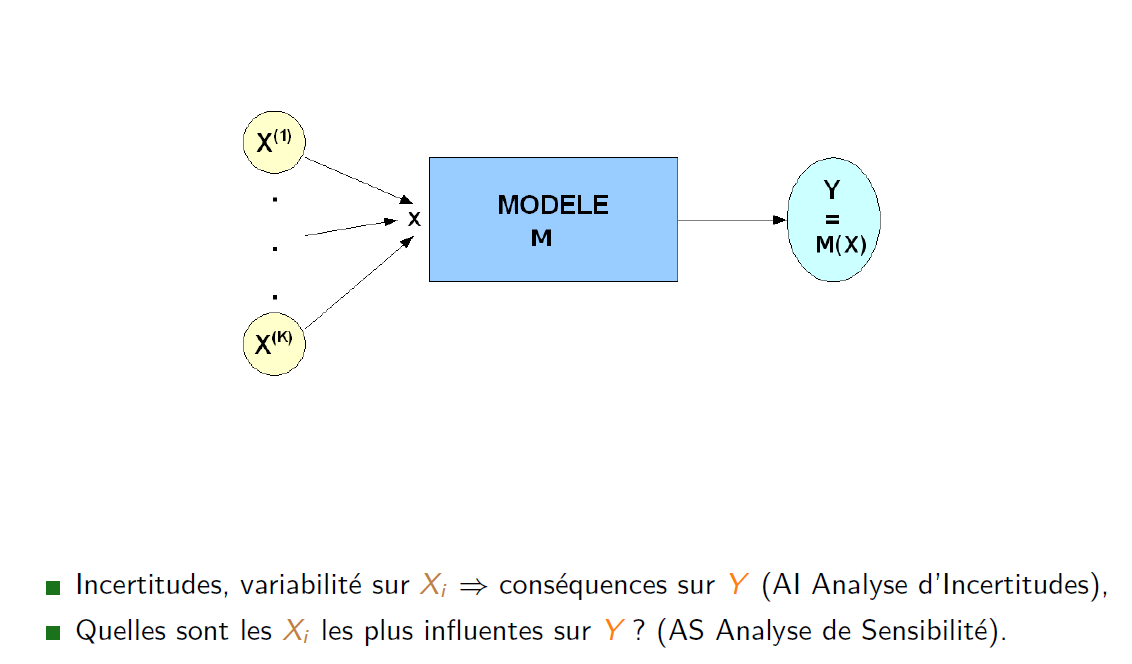 X(1)
.
.
.
X(K)
X
MODELE
M
Y
=
M(X)
Incertitudes, variabilité sur Xi ⇒ conséquences sur Y (AI Analyse d'Incertitudes),
Quelles sont les Xi les plus influentes sur Y ? (AS Analyse de Sensibilité).